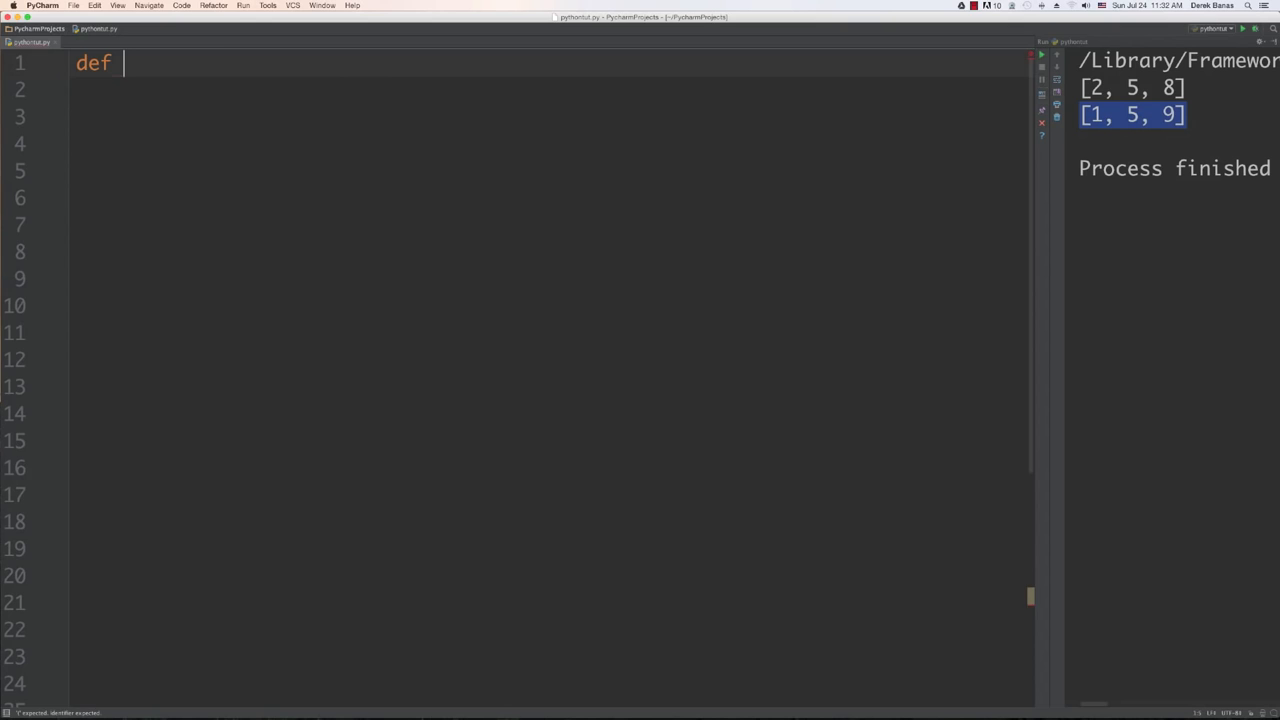 PyCharm File Edit View Navigate Code Refactor Run Tools VCS Window Help 10 Sun Jul 24 11:32 AM Derek Banas
pythontut.py - PycharmProjects - [~/PycharmProjects]
PycharmProjects pythontut.py pythontut
pythontut.py Run pythontut
1 def
2
3
4
5
6
7
8
9
10
11
12
13
14
15
16
17
18
19
20
21
22
23
24
/Library/Framewor
[2, 5, 8]
[1, 5, 9]
Process finished
'(' expected. Identifier expected 1:5 LF÷ UTF-8÷